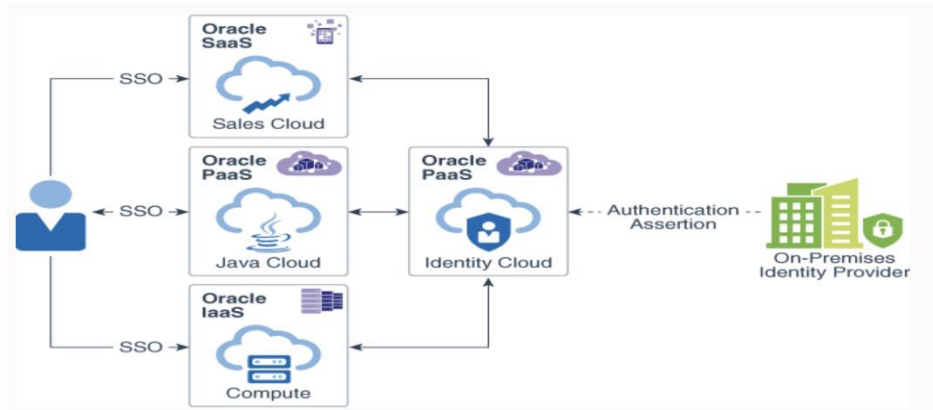 Oracle
SaaS
SSO
Sales Cloud
Oracle
PaaS
SSO
Java Cloud
Oracle
PaaS
Identity Cloud
Authentication
Assertion
On-Premises
Identity Provider
Oracle
IaaS
SSO
Compute